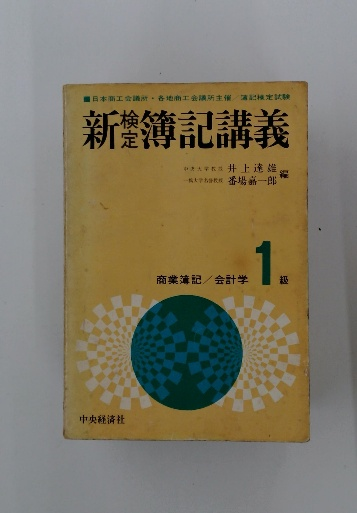 ■日本商工会議所・各地商工会議所主催/簿記検定試験
新検定簿記講義
中央大学教授 井上達雄
一橋大学名誉教授 番場嘉一郎
編
商業簿記/会計学 1級
中央経済社